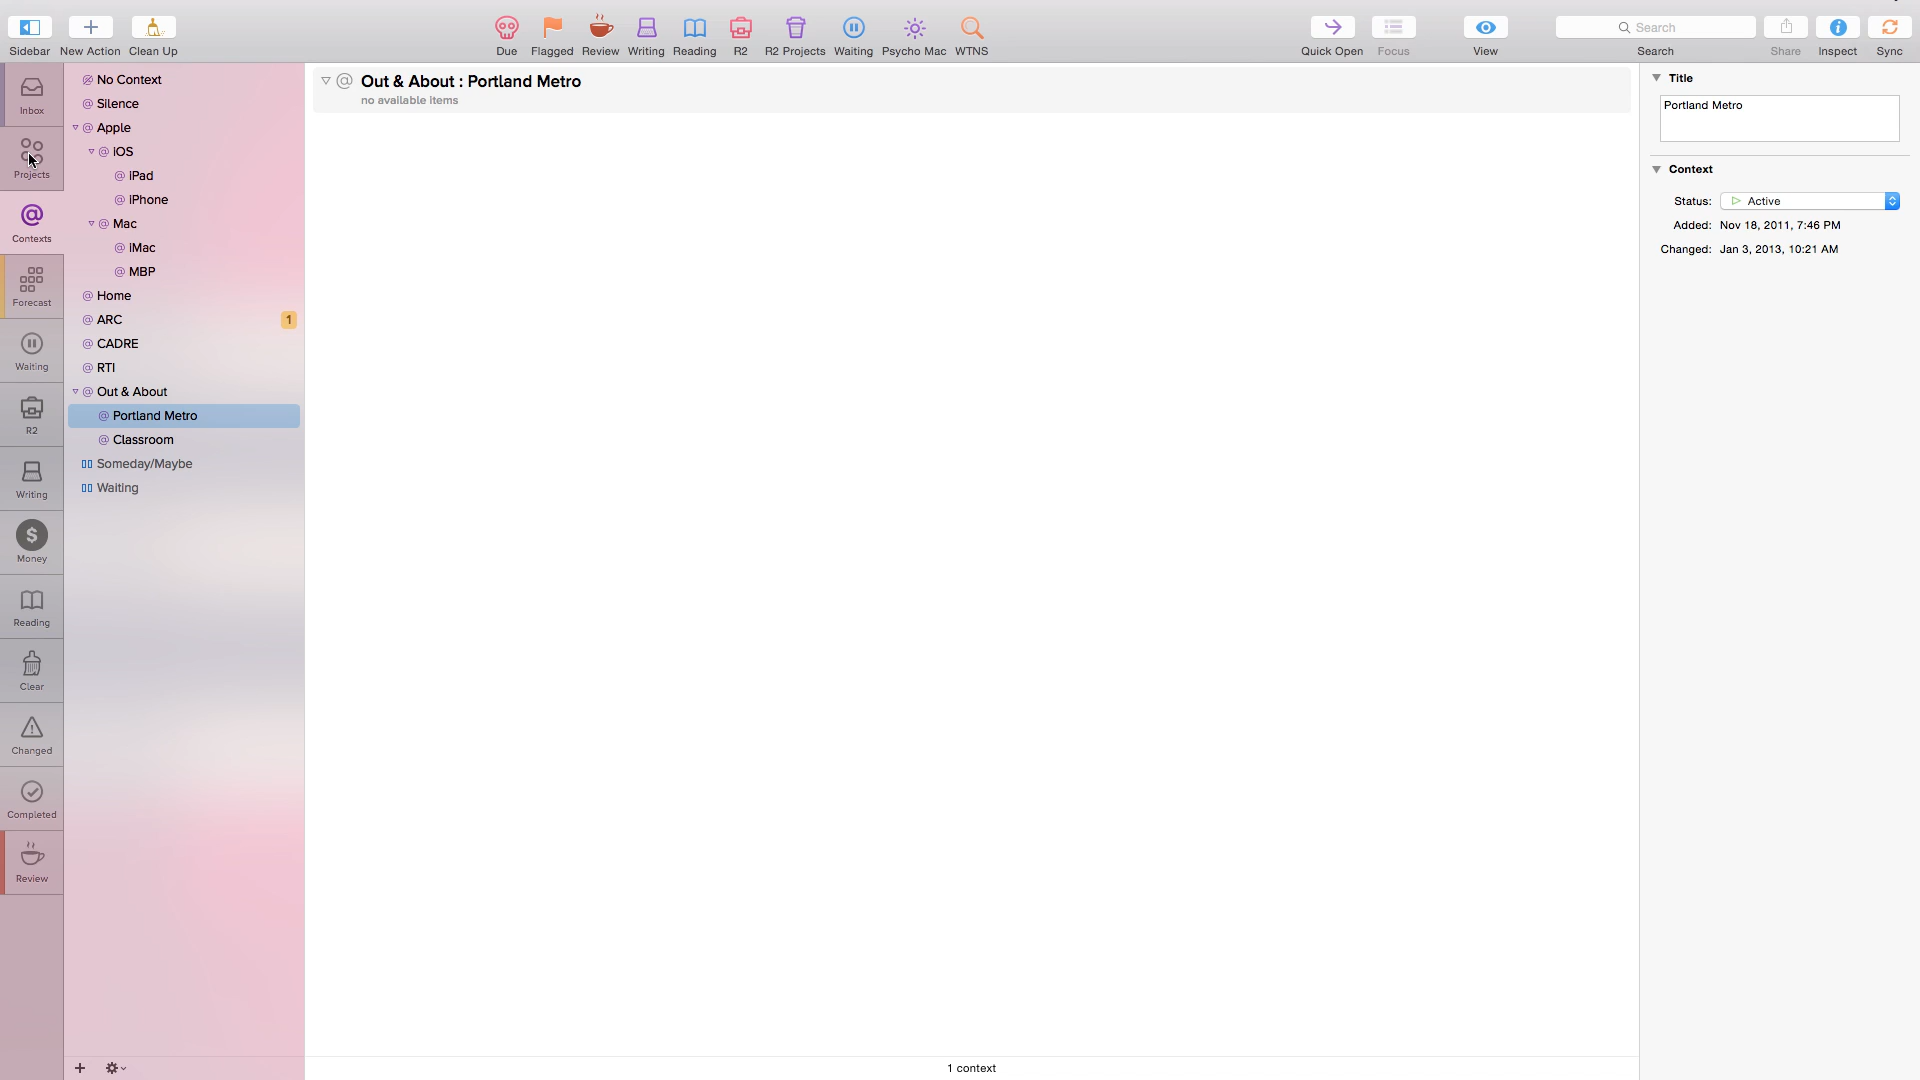 Sidebar
New Action
Clean Up
Due
Flagged
Review
Writing
Reading
R2
R2 Projects
Waiting
Psycho Mac
WTNS
Quick Open
Focus
View
Search
Search
Share
Inspect
Sync
Inbox
Projects
@
Contexts
Forecast
Waiting
R2
Writing
$
Money
Reading
Clear
Changed
Completed
Review
No Context
@ Silence
@ Apple
@ iOS
@ iPad
@ iPhone
@ Mac
@ iMac
@ MBP
@ Home
@ ARC 1
@ CADRE
@ RTI
@ Out & About
@ Portland Metro
@ Classroom
Someday/Maybe
Waiting
@ Out & About : Portland Metro
no available items
1 context
Title
Portland Metro
Context
Status: Active
Added: Nov 18, 2011, 7:46 PM
Changed: Jan 3, 2013, 10:21 AM